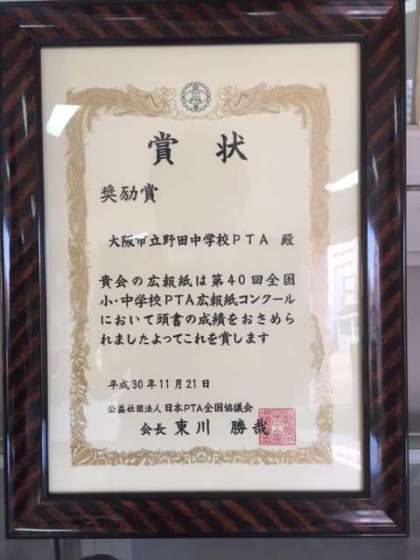 賞状
奨励賞
大阪市立野田中学校PTA 殿
貴会の広報紙は第40回全国
小・中学校PTA広報紙コンクール
において頭書の成績をおさめら
れましたよってこれを賞します
平成30年11月21日
公益社団法人 日本PTA全国協議会
会長 東川 勝哉